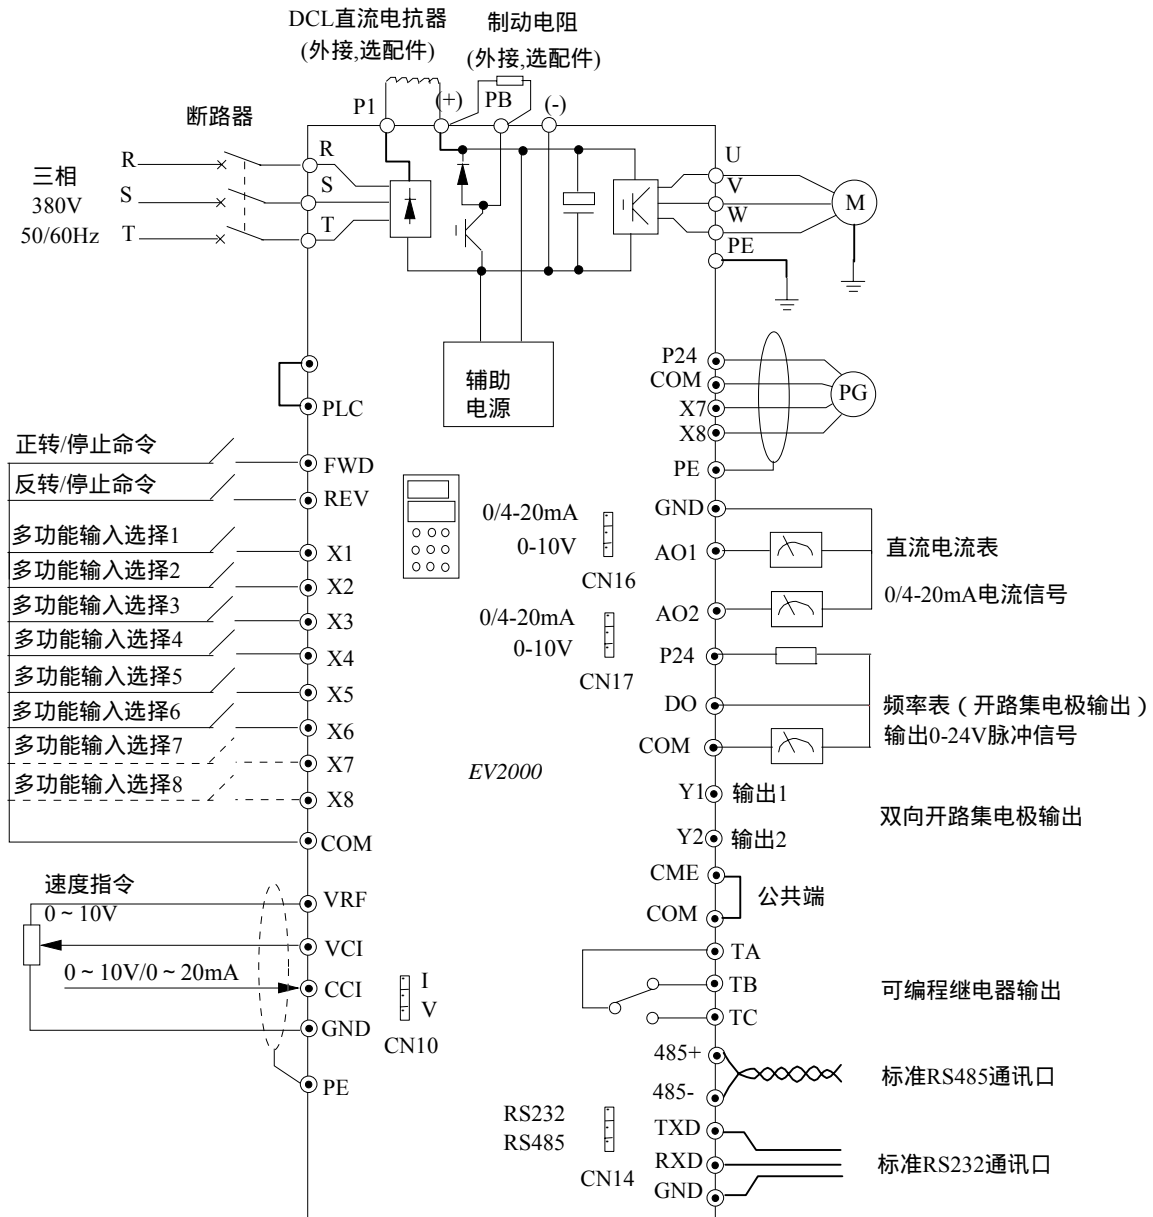 DCL直流电抗器
(外接,选配件)
制动电阻
(外接,选配件)
P1
(+)
PB
(-)
断路器
三相
380V
50/60Hz
R
S
T
R
S
T
U
V
W
PE
M
辅助
电源
PLC
正转/停止命令
FWD
反转/停止命令
REV
多功能输入选择1
X1
多功能输入选择2
X2
多功能输入选择3
X3
多功能输入选择4
X4
多功能输入选择5
X5
多功能输入选择6
X6
多功能输入选择7
X7
多功能输入选择8
X8
COM
速度指令
0～10V
VRF
VCI
0～10V/0～20mA
CCI
GND
PE
I
V
CN10
0/4-20mA
0-10V
CN16
0/4-20mA
0-10V
CN17
EV2000
RS232
RS485
CN14
P24
COM
X7
X8
PE
PG
GND
AO1
直流电流表
AO2
0/4-20mA电流信号
P24
DO
频率表（开路集电极输出）
COM
输出0-24V脉冲信号
Y1
输出1
双向开路集电极输出
Y2
输出2
CME
公共端
COM
TA
TB
可编程继电器输出
TC
485+
标准RS485通讯口
485-
TXD
RXD
标准RS232通讯口
GND